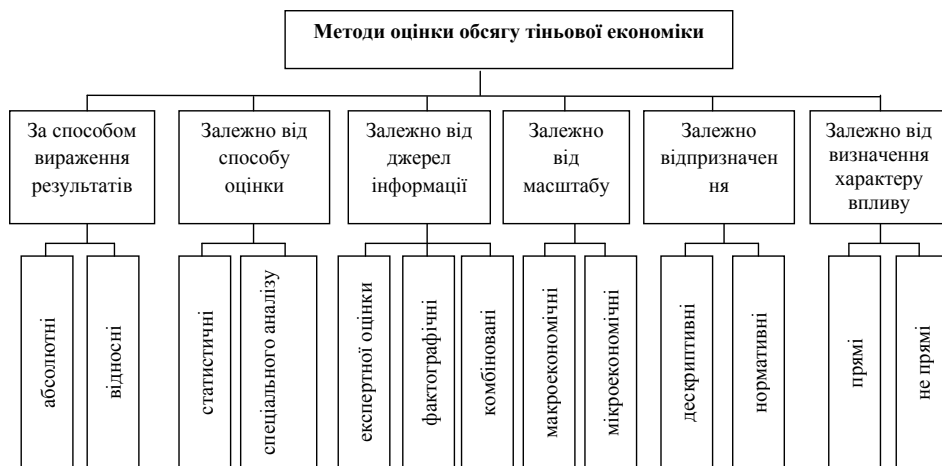 Методи оцінки обсягу тіньової економіки
За способом
вираження
результатів
Залежно від
способу
оцінки
Залежно від
джерел
інформації
Залежно
від
масштабу
Залежно
відпризначен
ня
Залежно від
визначення
характеру
впливу
абсолютні
відносні
статистичні
спеціального аналізу
експертної оцінки
фактографічні
комбіновані
макроекономічні
мікроекономічні
дескриптивні
нормативні
прямі
не прямі